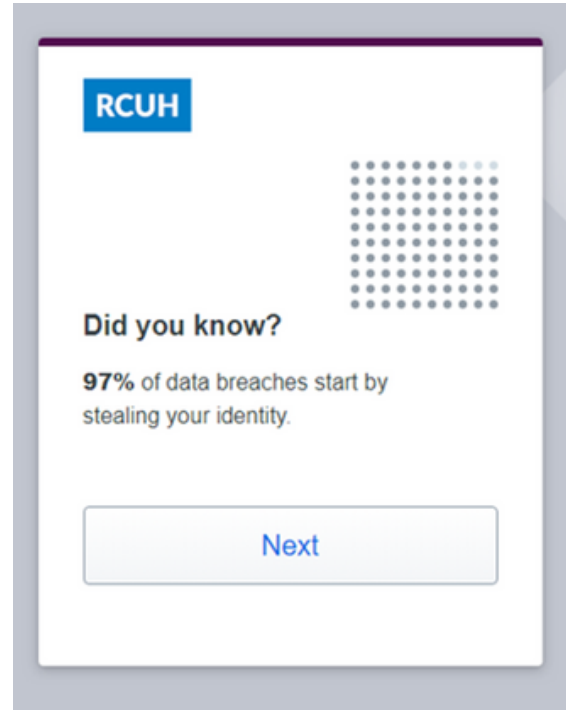 RCUH
Did you know?
97% of data breaches start by
stealing your identity.
Next